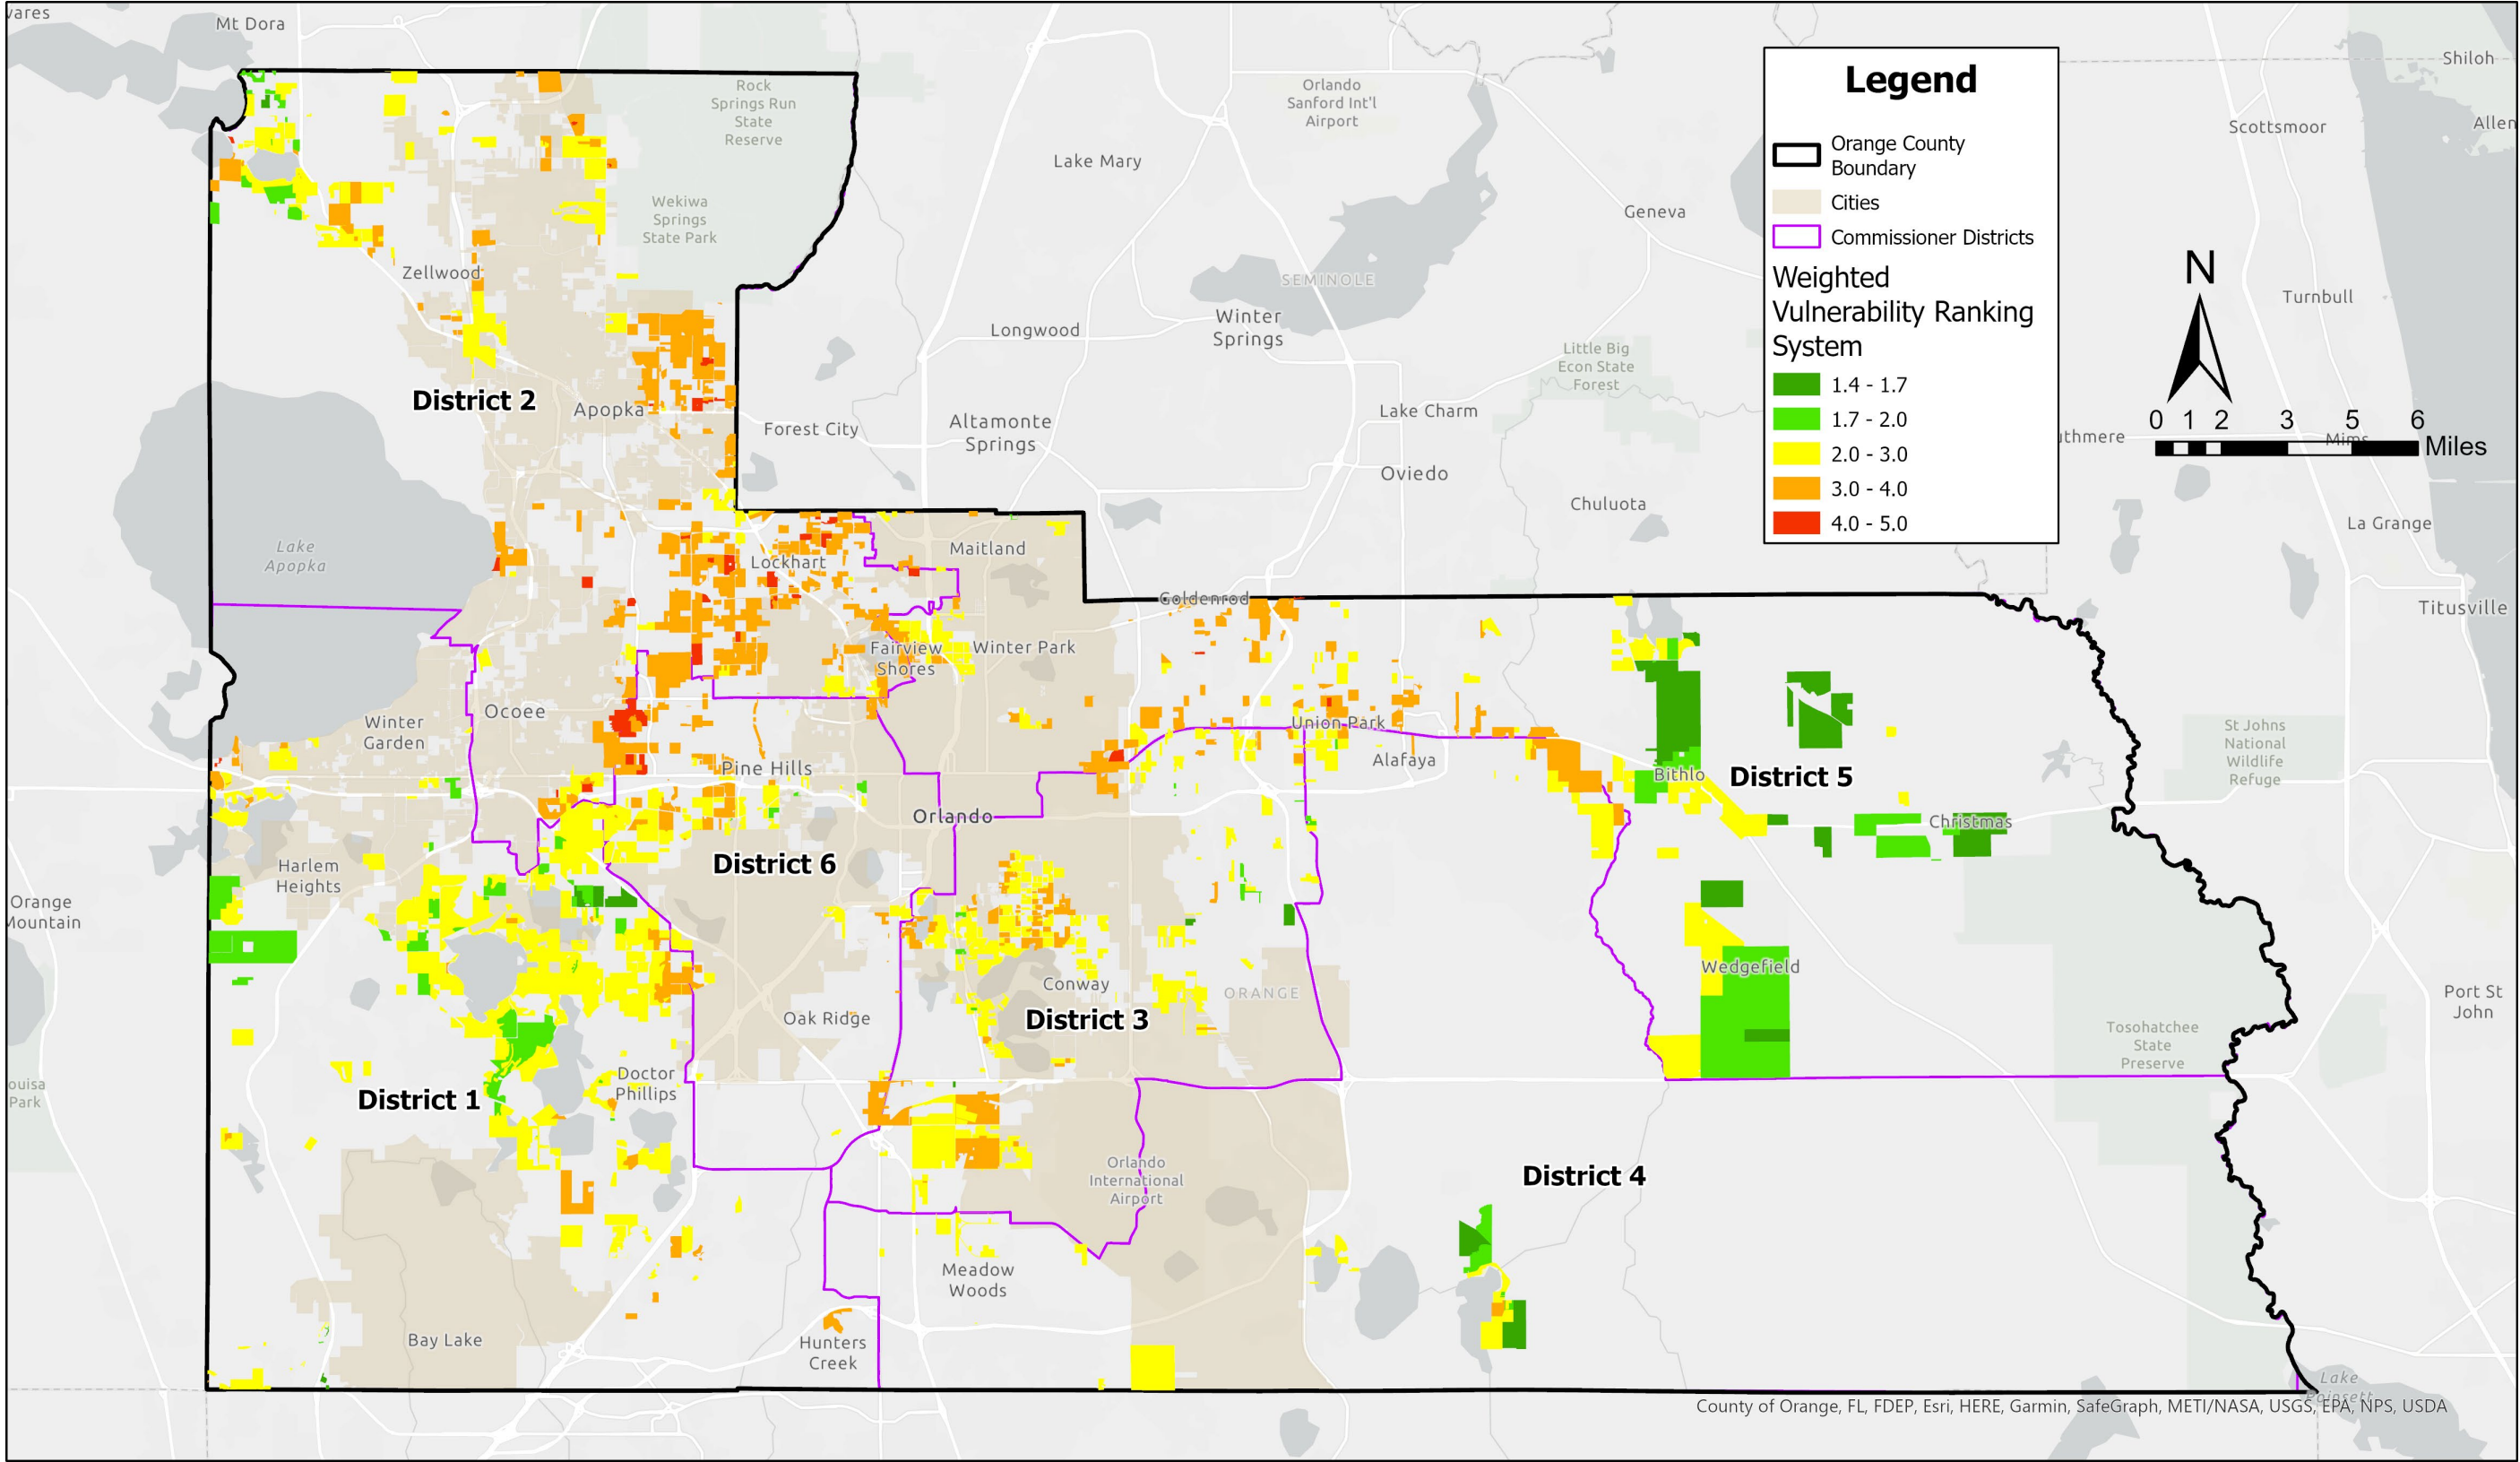 vares
Mt Dora
Rock
Springs Run
State
Reserve
Orlando
Sanford Int'l
Airport
Shiloh
Scottsmoor
Allen
Lake Mary
Legend
Orange County
Boundary
Cities
Commissioner Districts
Weighted
Vulnerability Ranking
System
1.4 - 1.7
1.7 - 2.0
2.0 - 3.0
3.0 - 4.0
4.0 - 5.0
Wekiwa
Springs
State Park
Geneva
N
Zellwood
SEMINOLE
Turnbull
Longwood
Winter
Springs
Little Big
Econ State
Forest
District 2
Apopka
Forest City
Altamonte
Springs
Lake Charm
0 1 2 3 5 6
Miles
uthmere
Mims
Oviedo
Chuluota
La Grange
Lake
Apopka
Lockhart
Maitland
Goldenrod
Titusville
Fairview
Shores
Winter Park
Winter
Garden
Ocoee
Union Park
Alafaya
St Johns
National
Wildlife
Refuge
Pine Hills
Bithlo
District 5
Orlando
Christmas
Harlem
Heights
District 6
Orange
Mountain
Conway
ORANGE
Wedgefield
District 3
Oak Ridge
Port St
John
Tosohatchee
State
Preserve
ouisa
Park
District 1
Doctor
Phillips
Orlando
International
Airport
District 4
Meadow
Woods
Bay Lake
Hunters
Creek
Lake
Poinsett
County of Orange, FL, FDEP, Esri, HERE, Garmin, SafeGraph, METI/NASA, USGS, EPA, NPS, USDA